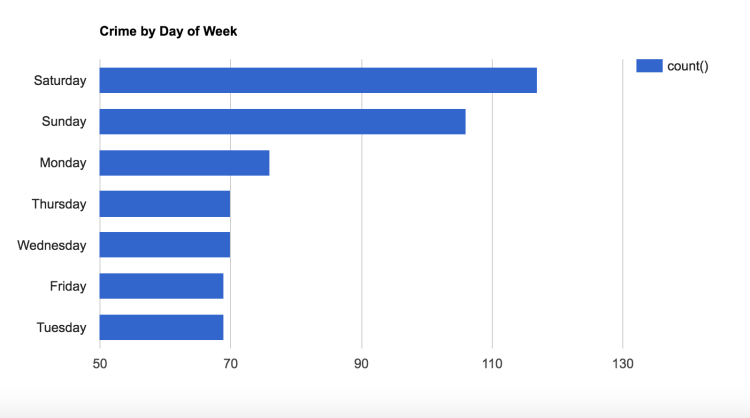 Crime by Day of Week
count()
Saturday
Sunday
Monday
Thursday
Wednesday
Friday
Tuesday
50 70 90 110 130